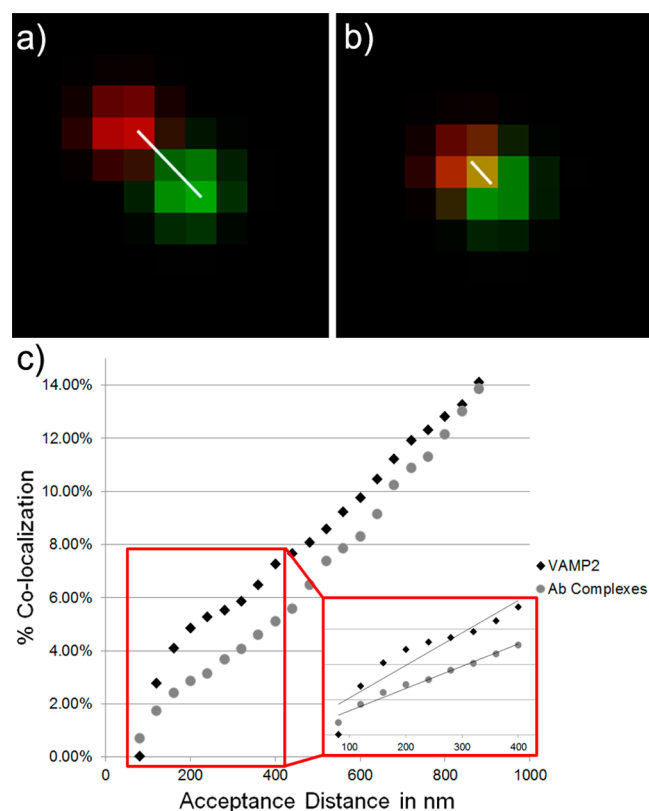 a)
b)
c)
14.00%
12.00%
10.00%
8.00%
6.00%
4.00%
2.00%
0.00%
% Co-localization
0
200
400
600
800
1000
Acceptance Distance in nm
VAMP2
Ab Complexes
100
200
300
400